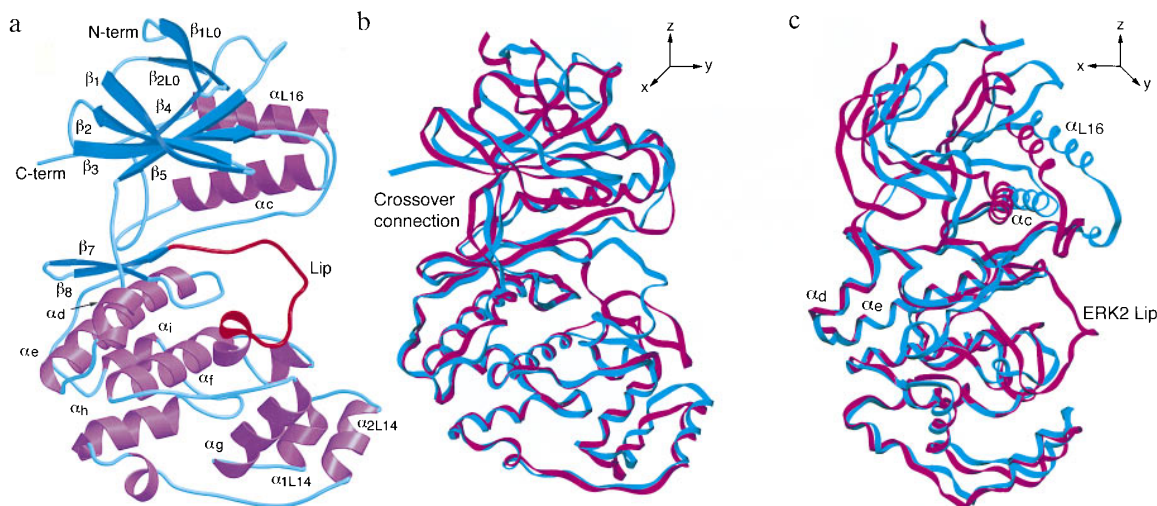 a
N-term
β1L0
β1
β2L0
β4
αL16
β2
β3
C-term
β5
αc
β7
Lip
β8
αd
αi
αe
αf
αh
α2L14
αg
α1L14
b
z
y
x
Crossover
connection
c
z
x
y
αL16
αc
αd
αe
ERK2 Lip